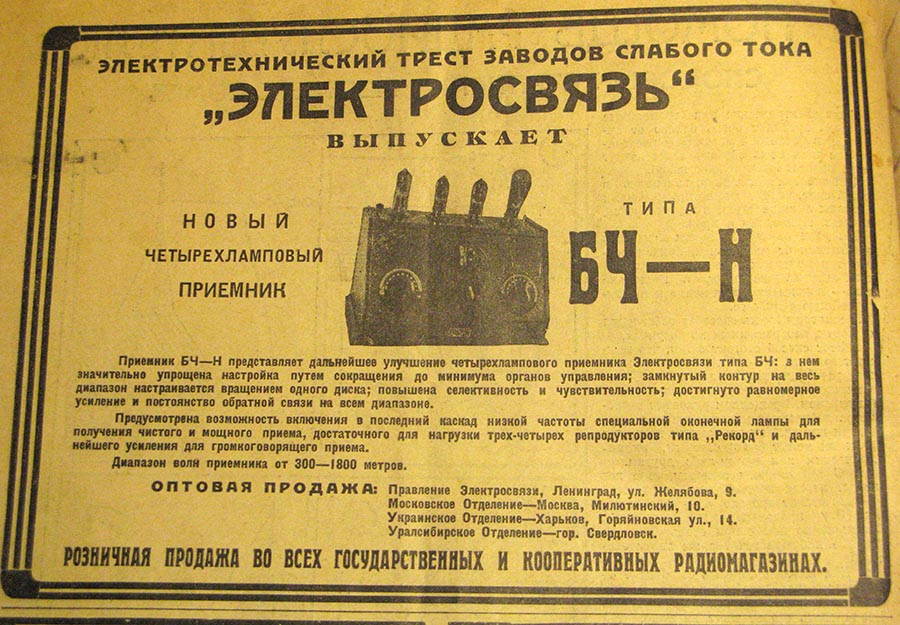 ЭЛЕКТРОТЕХНИЧЕСКИЙ ТРЕСТ ЗАВОДОВ СЛАБОГО ТОКА
„ЭЛЕКТРОСВЯЗЬ“
ВЫПУСКАЕТ
НОВЫЙ
ЧЕТЫРЕХЛАМПОВЫЙ
ПРИЕМНИК
ТИПА
БЧ—Н
Приемник БЧ—Н представляет дальнейшее улучшение четырехлампового приемника Электросвязи типа БЧ: в нем
значительно упрощена настройка путем сокращения до минимума органов управления; замкнутый контур на весь
диапазон настраивается вращением одного диска; повышена селективность и чувствительность; достигнуто равномерное
усиление и постоянство обратной связи на всем диапазоне.
Предусмотрена возможность включения в последний каскад низкой частоты специальной оконечной лампы для
получения чистого и мощного приема, достаточного для нагрузки трех-четырех репродукторов типа „Рекорд“ и даль-
нейшего усиления для громкоговорящего приема.
Диапазон волн приемника от 300—1800 метров.
ОПТОВАЯ ПРОДАЖА: Правление Электросвязи, Ленинград, ул. Желябова, 9.
Московское Отделение—Москва, Милютинский, 10.
Украинское Отделение—Харьков, Горяйновская ул., 14.
Уралсибирское Отделение—гор. Свердловск.
РОЗНИЧНАЯ ПРОДАЖА ВО ВСЕХ ГОСУДАРСТВЕННЫХ И КООПЕРАТИВНЫХ РАДИОМАГАЗИНАХ.